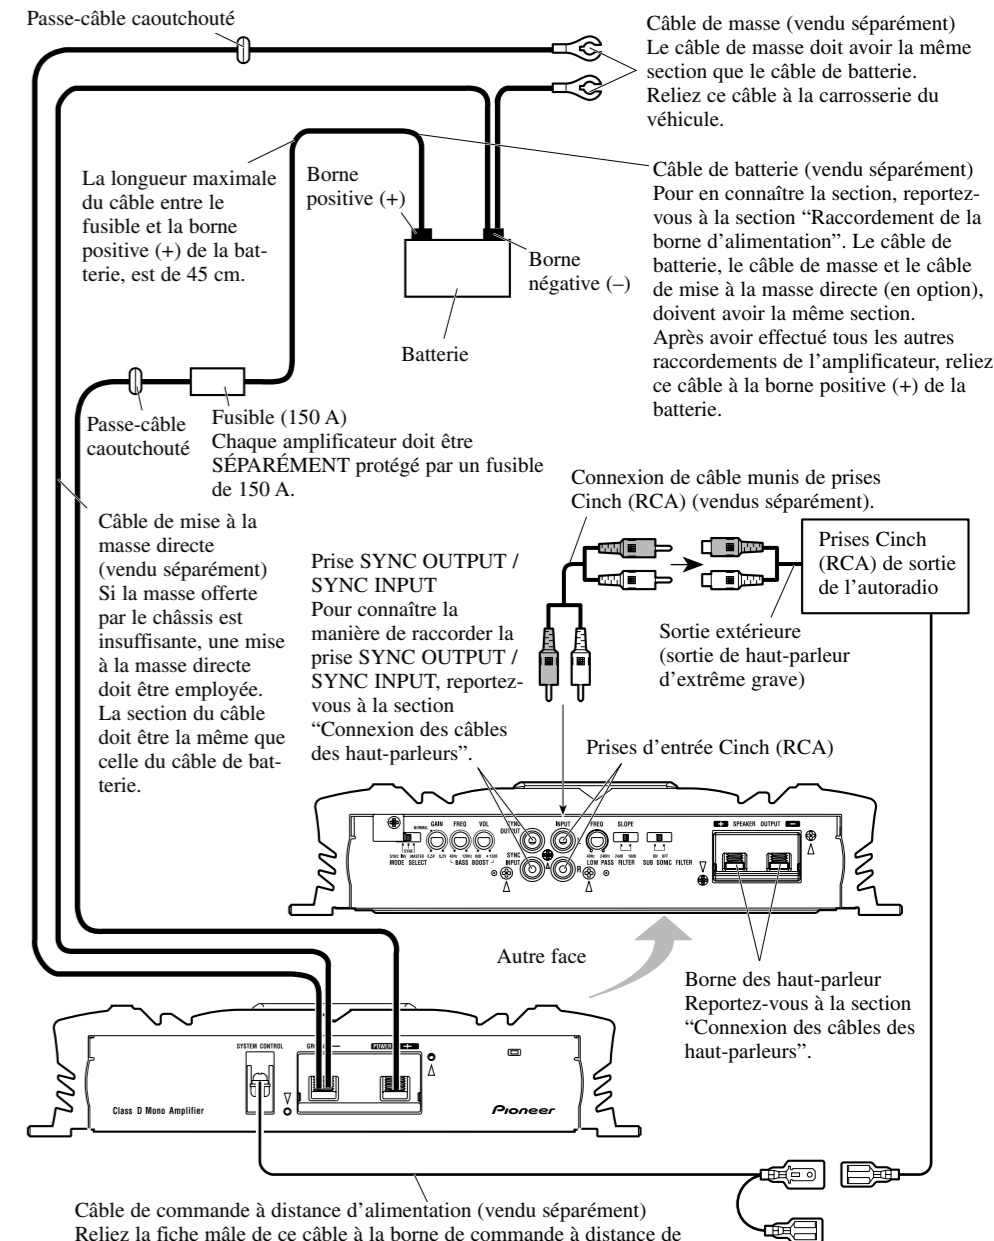 Passe-câble caoutchouté
Câble de masse (vendu séparément)
Le câble de masse doit avoir la même
section que le câble de batterie.
Reliez ce câble à la carrosserie du
véhicule.
La longueur maximale
du câble entre le
fusible et la borne
positive (+) de la bat-
terie, est de 45 cm.
Borne
positive (+)
Câble de batterie (vendu séparément)
Pour en connaître la section, reportez-
vous à la section “Raccordement de la
borne d’alimentation”. Le câble de
batterie, le câble de masse et le câble
de mise à la masse directe (en option),
doivent avoir la même section.
Après avoir effectué tous les autres
raccordements de l’amplificateur, reliez
ce câble à la borne positive (+) de la
batterie.
Borne
négative (–)
Batterie
Passe-câble
caoutchouté
Fusible (150 A)
Chaque amplificateur doit être
SÉPARÉMENT protégé par un fusible
de 150 A.
Connexion de câble munis de prises
Cinch (RCA) (vendus séparément).
Câble de mise à la
masse directe
(vendu séparément)
Si la masse offerte
par le châssis est
insuffisante, une mise
à la masse directe
doit être employée.
La section du câble
doit être la même que
celle du câble de bat-
terie.
Prise SYNC OUTPUT /
SYNC INPUT
Pour connaître la
manière de raccorder la
prise SYNC OUTPUT /
SYNC INPUT, reportez-
vous à la section
“Connexion des câbles
des haut-parleurs”.
Prises Cinch
(RCA) de sortie
de l’autoradio
Sortie extérieure
(sortie de haut-parleur
d’extrême grave)
Prises d’entrée Cinch (RCA)
NORMAL GAIN FREQ VOL SYNC OUTPUT INPUT FREQ SLOPE
+ SPEAKER OUTPUT –
SYNC
SYNC INV MASTER
MODE SELECT
BASS BOOST
SYNC INPUT
L
R
LOW PASS FILTER
ON OFF
SUB SONIC FILTER
Autre face
Borne des haut-parleur
Reportez-vous à la section
“Connexion des câbles des
haut-parleurs”.
SYSTEM CONTROL
POWER +
Class D Mono Amplifier
Pioneer
Câble de commande à distance d’alimentation (vendu séparément)
Reliez la fiche mâle de ce câble à la borne de commande à distance de